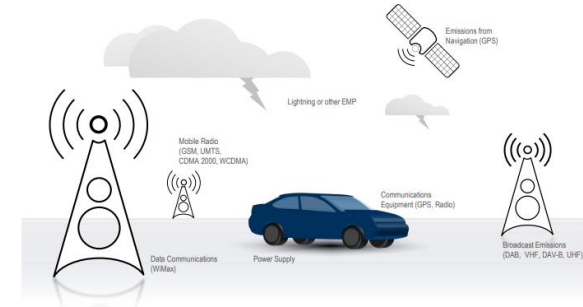 Emissions from
Navigation (GPS)
Lightning or other EMP
Mobile Radio
(GSM, UMTS,
CDMA 2000, WCDMA)
Communications
Equipment (GPS, Radio)
Data Communications
(WiMax)
Power Supply
Broadcast Emissions
(DAB, VHF, DAV-B, UHF)